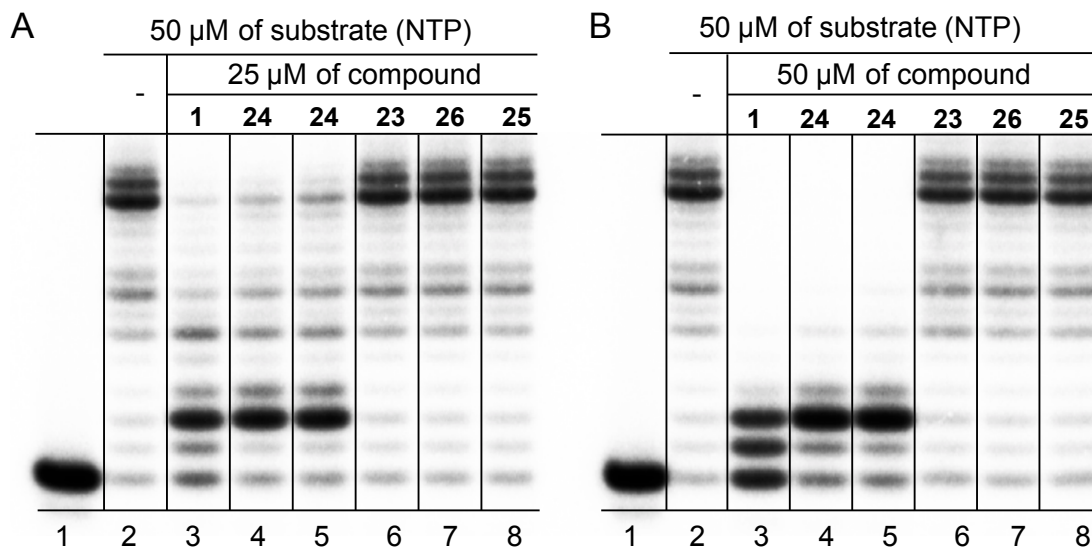 A
50 µM of substrate (NTP)
25 µM of compound
-
1 24 24 23 26 25
1 2 3 4 5 6 7 8
B
50 µM of substrate (NTP)
50 µM of compound
-
1 24 24 23 26 25
1 2 3 4 5 6 7 8